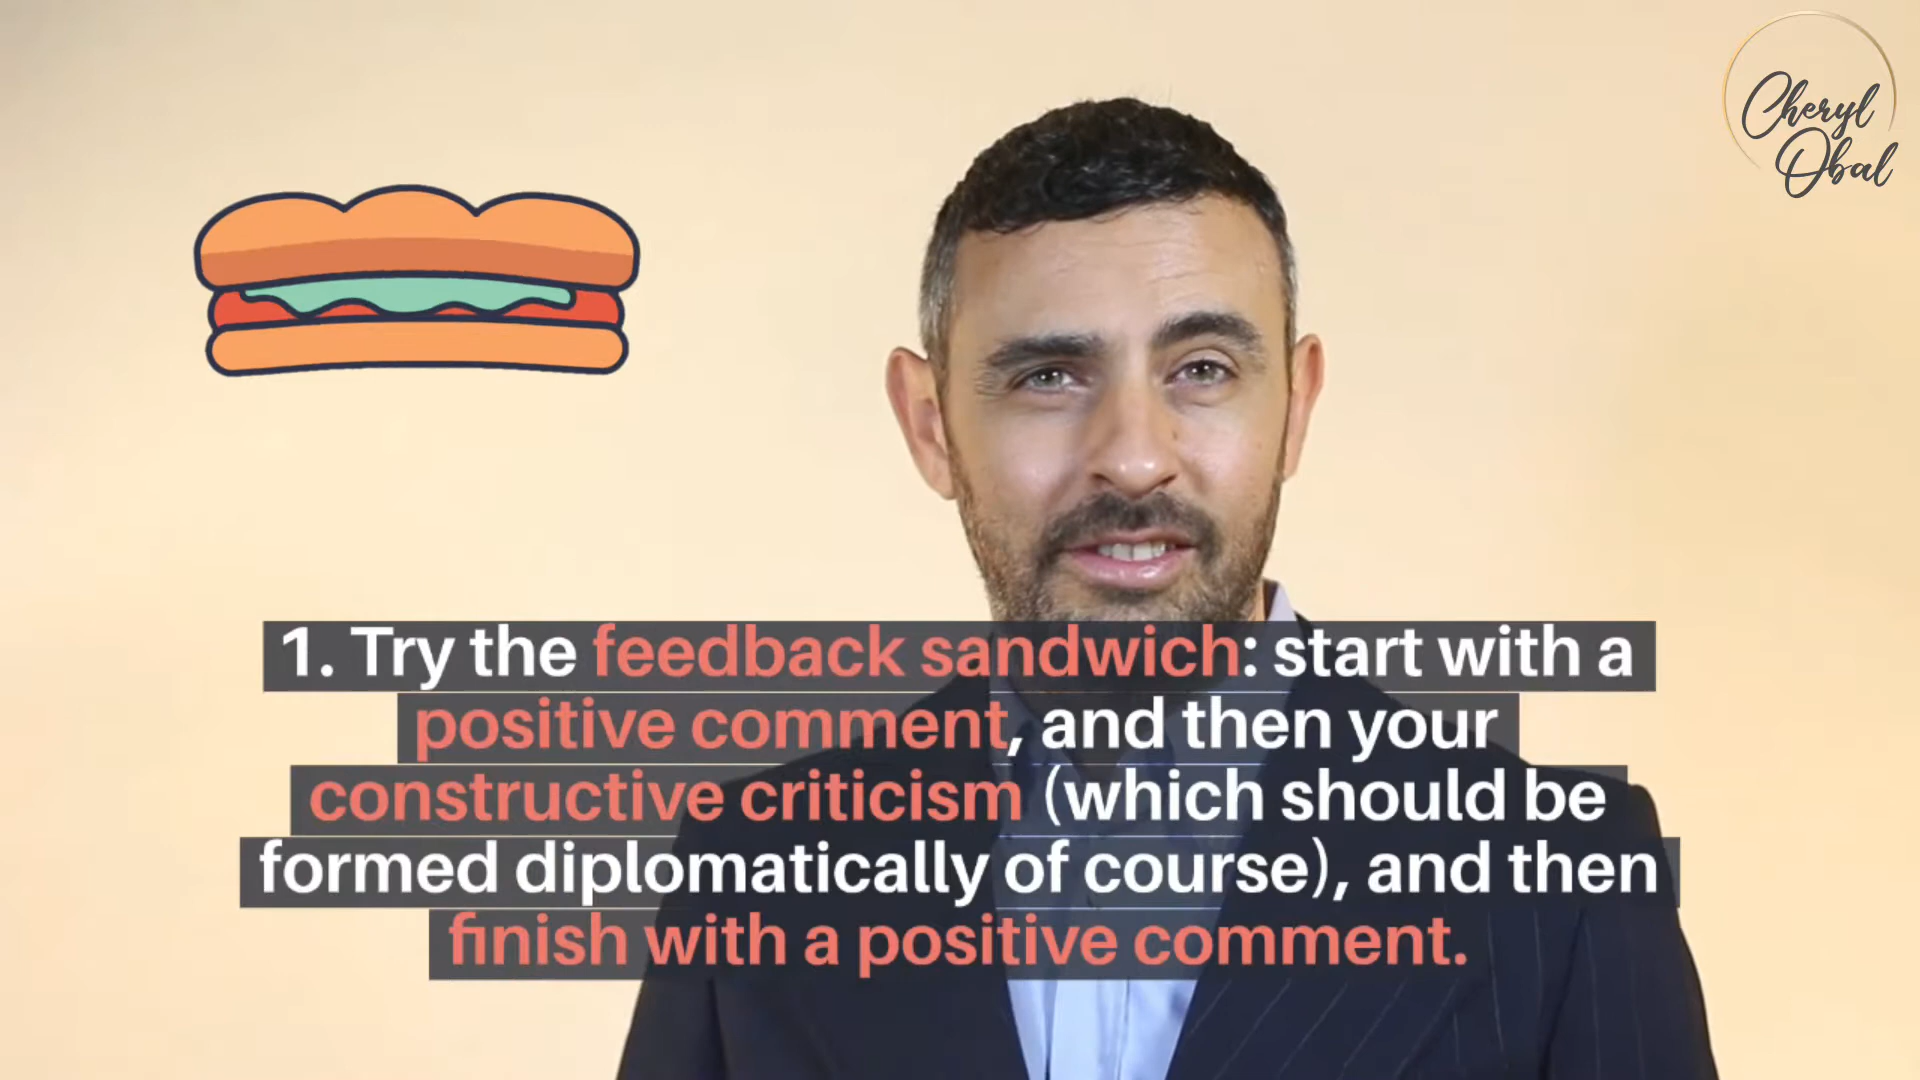 Cheryl
Obal
1. Try the feedback sandwich: start with a
positive comment, and then your
constructive criticism (which should be
formed diplomatically of course), and then
finish with a positive comment.